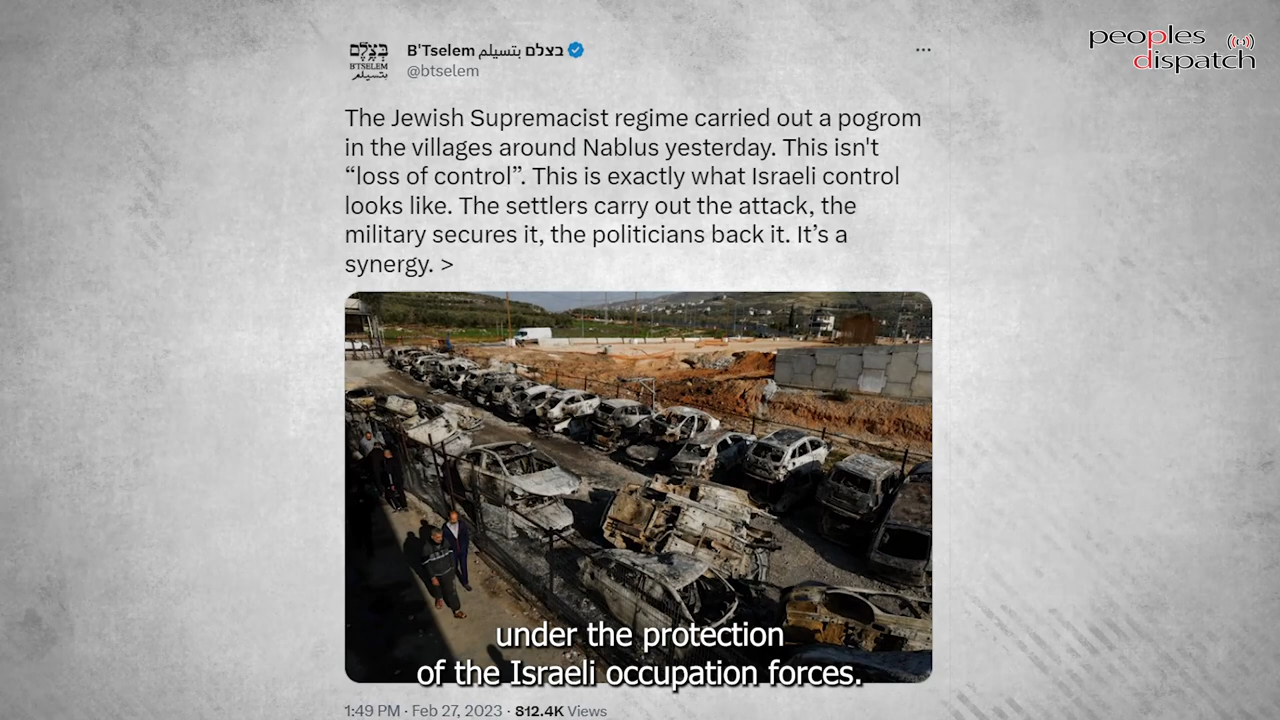 peoples
dispatch
B'Tselem בצלם بتسيلم
@btselem
בצלם
B'TSELEM
بتسيلم
The Jewish Supremacist regime carried out a pogrom
in the villages around Nablus yesterday. This isn't
“loss of control”. This is exactly what Israeli control
looks like. The settlers carry out the attack, the
military secures it, the politicians back it. It’s a
synergy. >
under the protection
of the Israeli occupation forces.
1:49 PM · Feb 27, 2023 · 812.4K Views